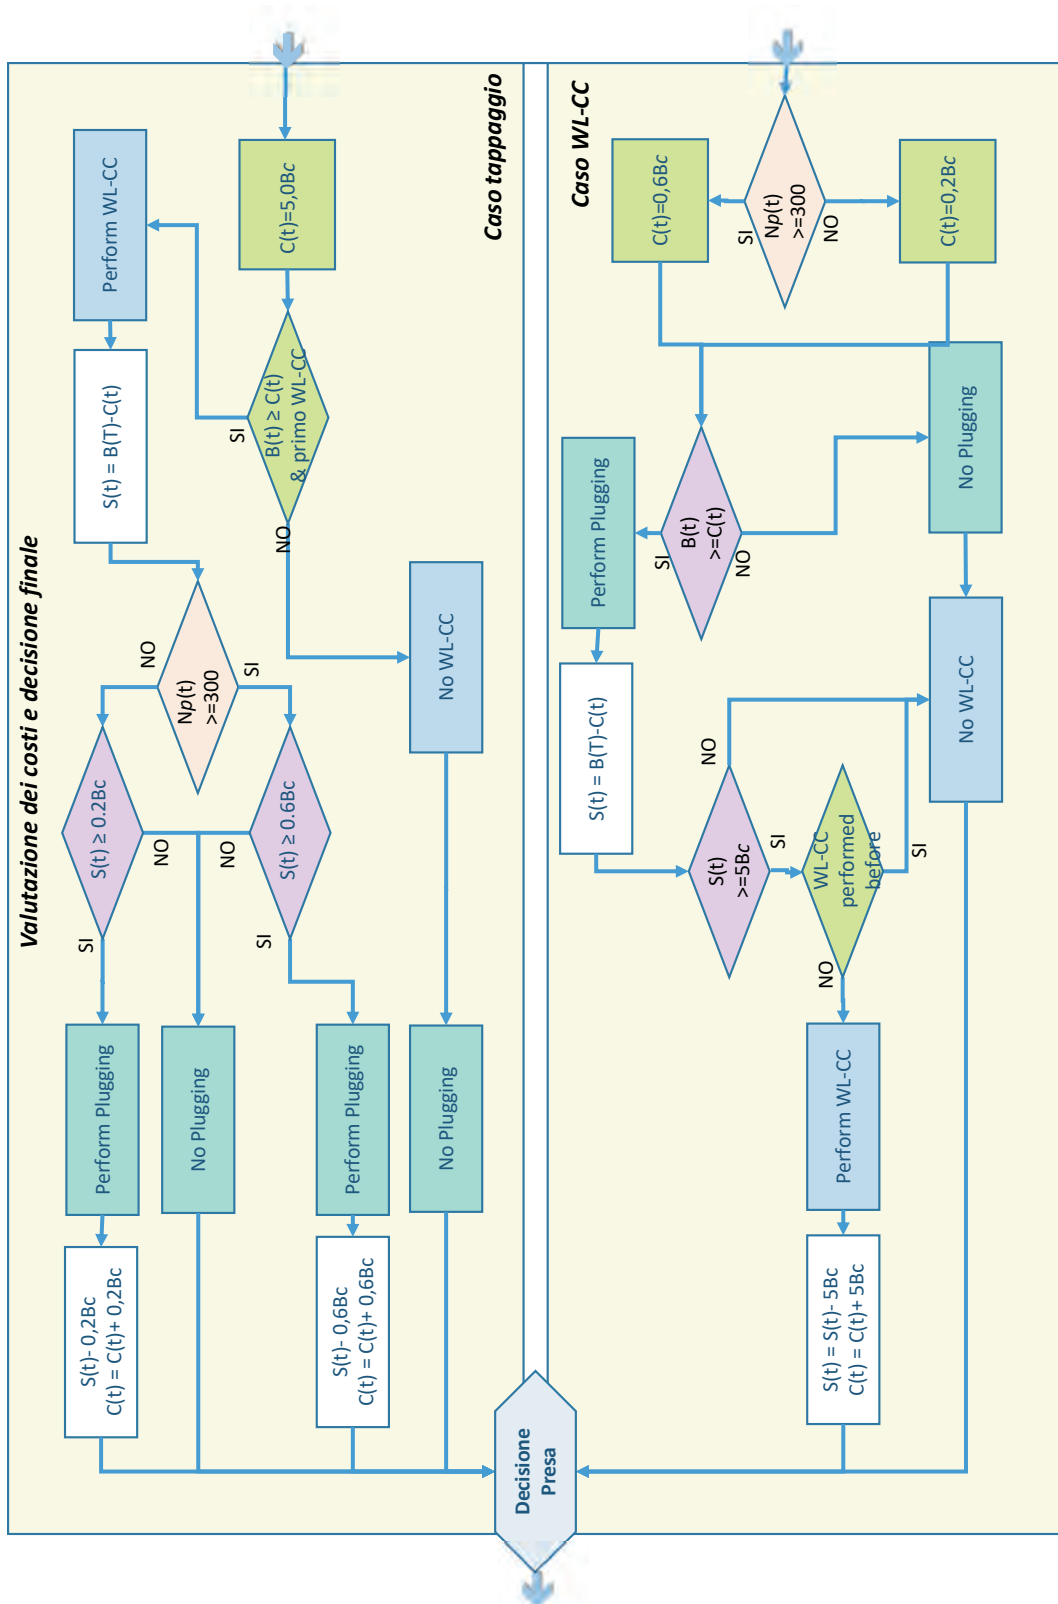 Valutazione dei costi e decisione finale
Caso tappaggio
C(t)=5,0Bc
B(t) ≥ C(t)
& primo WL-CC
SI
NO
Perform WL-CC
S(t) = B(T)-C(t)
Np(t)
>=300
NO
SI
S(t) ≥ 0.2Bc
SI
NO
S(t) ≥ 0.6Bc
NO
SI
No WL-CC
Perform Plugging
No Plugging
Perform Plugging
No Plugging
S(t)- 0,2Bc
C(t) = C(t)+ 0,2Bc
S(t)- 0,6Bc
C(t) = C(t)+ 0,6Bc
Decisione
Presa
Caso WL-CC
Np(t)
>=300
SI
NO
C(t)=0,6Bc
C(t)=0,2Bc
B(t)
>=C(t)
SI
NO
Perform Plugging
No Plugging
S(t) = B(T)-C(t)
No WL-CC
S(t)
>=5Bc
NO
SI
WL-CC
performed
before
SI
NO
Perform WL-CC
S(t) = S(t)- 5Bc
C(t) = C(t)+ 5Bc